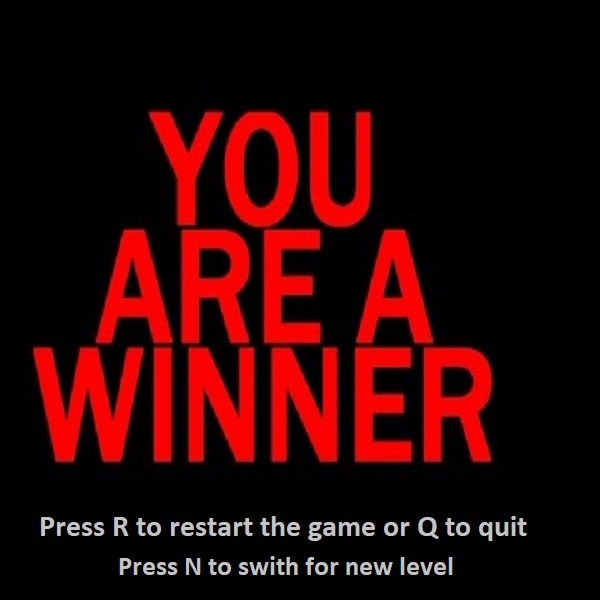 YOU
ARE A
WINNER
Press R to restart the game or Q to quit
Press N to swith for new level